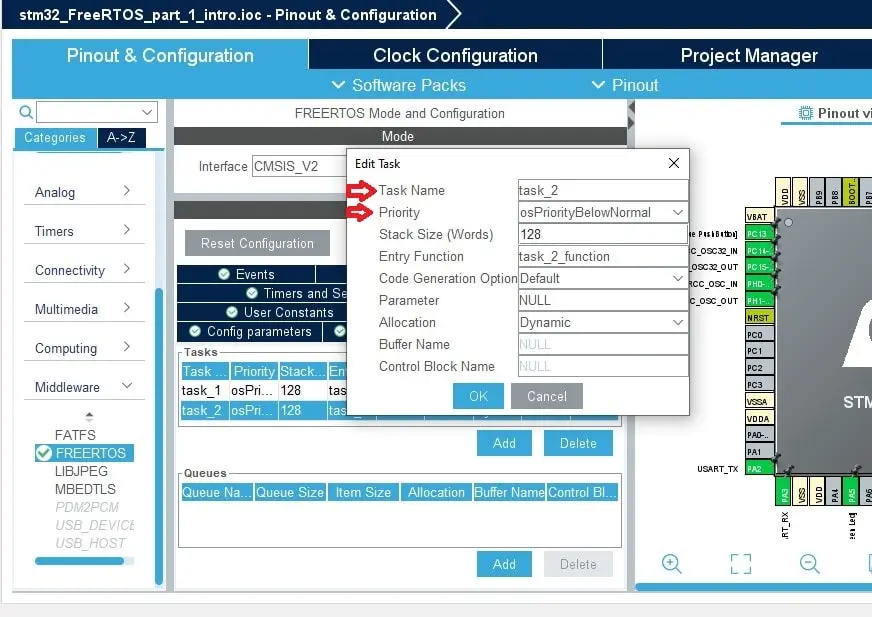 stm32_FreeRTOS_part_1_intro.ioc - Pinout & Configuration
Pinout & Configuration
Clock Configuration
Project Manager
Software Packs
Pinout
FREERTOS Mode and Configuration
Categories
A->Z
Mode
Interface CMSIS_V2
Analog
Timers
Connectivity
Multimedia
Computing
Middleware
FATFS
FREERTOS
LIBJPEG
MBEDTLS
PDM2PCM
USB_DEVICE
USB_HOST
Reset Configuration
Events
Timers and Se
User Constants
Config parameters
Tasks
Task ... Priority Stack... En
task_1 osPri... 128 tas
task_2 osPri... 128 tas
Add
Delete
Queues
Queue Na... Queue Size Item Size Allocation Buffer Name Control Bl...
Add
Delete
Edit Task
Task Name task_2
Priority osPriorityBelowNormal
Stack Size (Words) 128
Entry Function task_2_function
Code Generation Option Default
Parameter NULL
Allocation Dynamic
Buffer Name NULL
Control Block Name NULL
OK
Cancel
Pinout vi
VDD
VSS
PB9
PB8
BOOT..
VBAT
PC13
PC14-
PC15-
PH0-..
PH1-..
NRST
PC0
PC1
PC2
PC3
VSSA
VDDA
PA0-..
PA1
PA2
e PushButton]
C_OSC32_IN
OSC32_OUT
RCC_OSC_IN
C_OSC_OUT
USART_TX
STM
PA3
VSS
VDD
PA4
PA5
PA6
RT_RX
een Led]